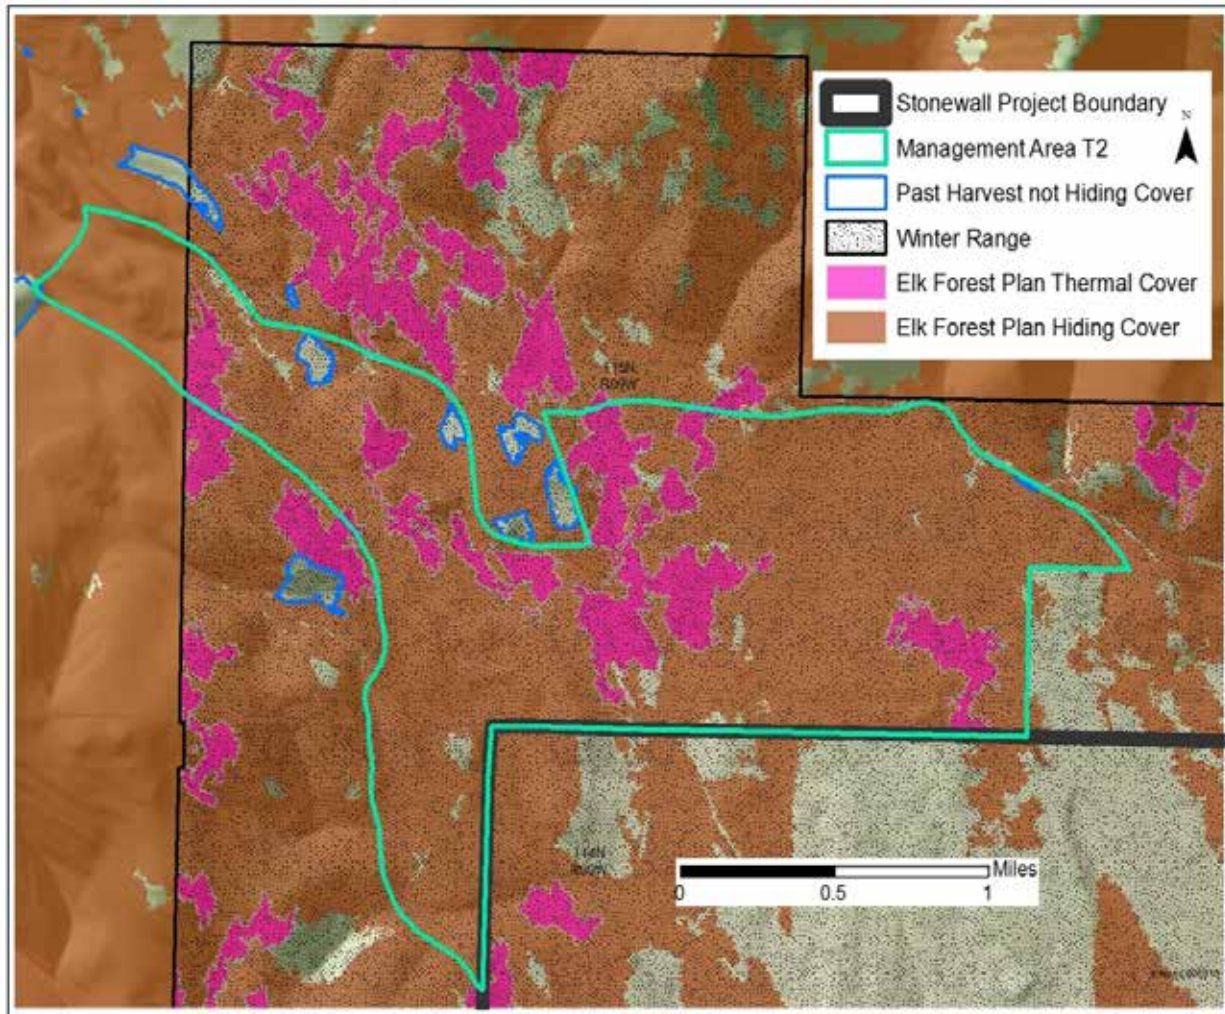 Stonewall Project Boundary
N
Management Area T2
Past Harvest not Hiding Cover
Winter Range
Elk Forest Plan Thermal Cover
Elk Forest Plan Hiding Cover
Miles
0 0.5 1